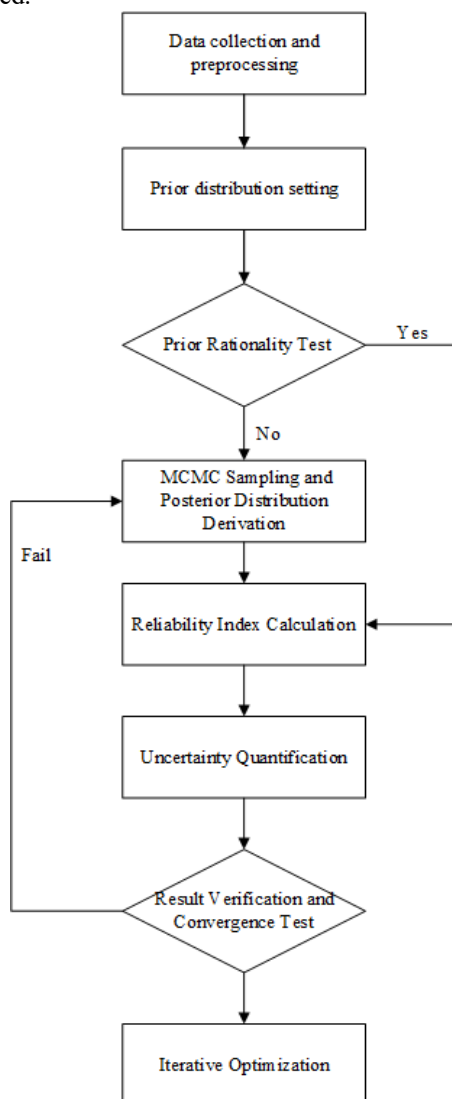 ed.
Data collection and
preprocessing
Prior distribution setting
Prior Rationality Test
Yes
No
MCMC Sampling and
Posterior Distribution
Derivation
Fail
Reliability Index Calculation
Uncertainty Quantification
Result Verification and
Convergence Test
Iterative Optimization